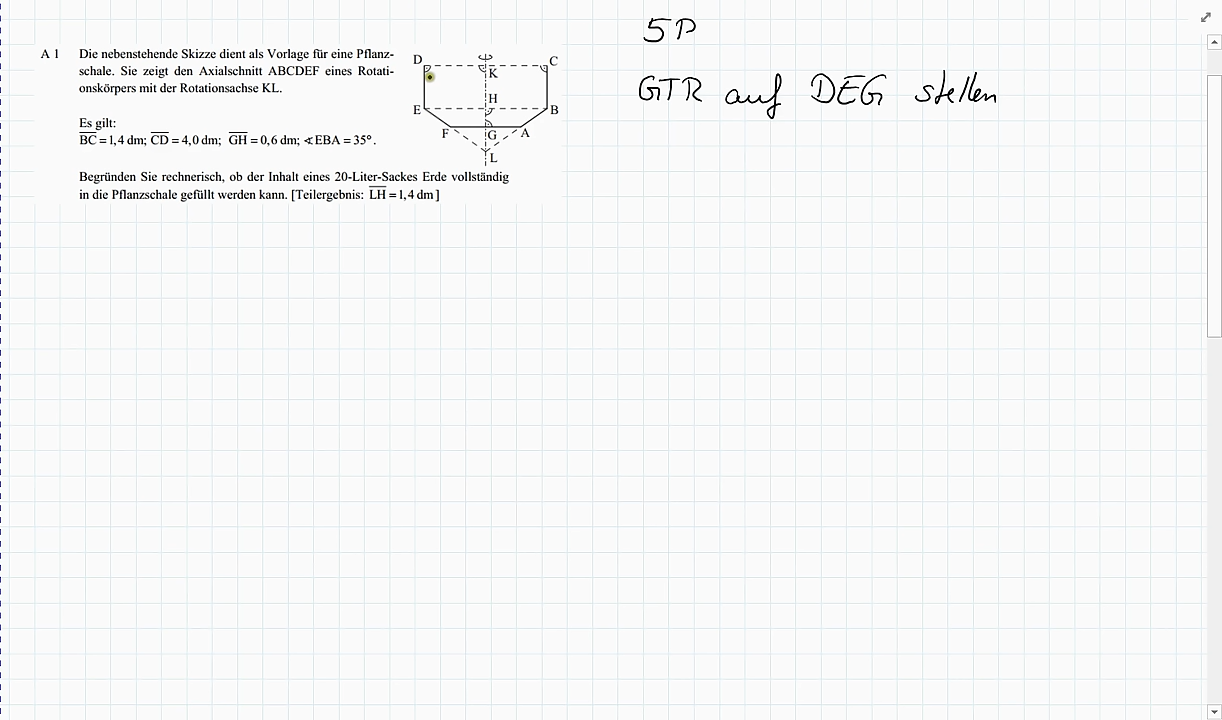 5P
GTR auf DEG stellen
A 1 Die nebenstehende Skizze dient als Vorlage für eine Pflanz-
schale. Sie zeigt den Axialschnitt ABCDEF eines Rotati-
onskörpers mit der Rotationsachse KL.
Es gilt:
BC = 1,4 dm; CD = 4,0 dm; GH = 0,6 dm; ∢EBA = 35°.
Begründen Sie rechnerisch, ob der Inhalt eines 20-Liter-Sackes Erde vollständig
in die Pflanzschale gefüllt werden kann. [Teilergebnis: LH = 1,4 dm]
D
C
K
H
E
B
F
G
A
L